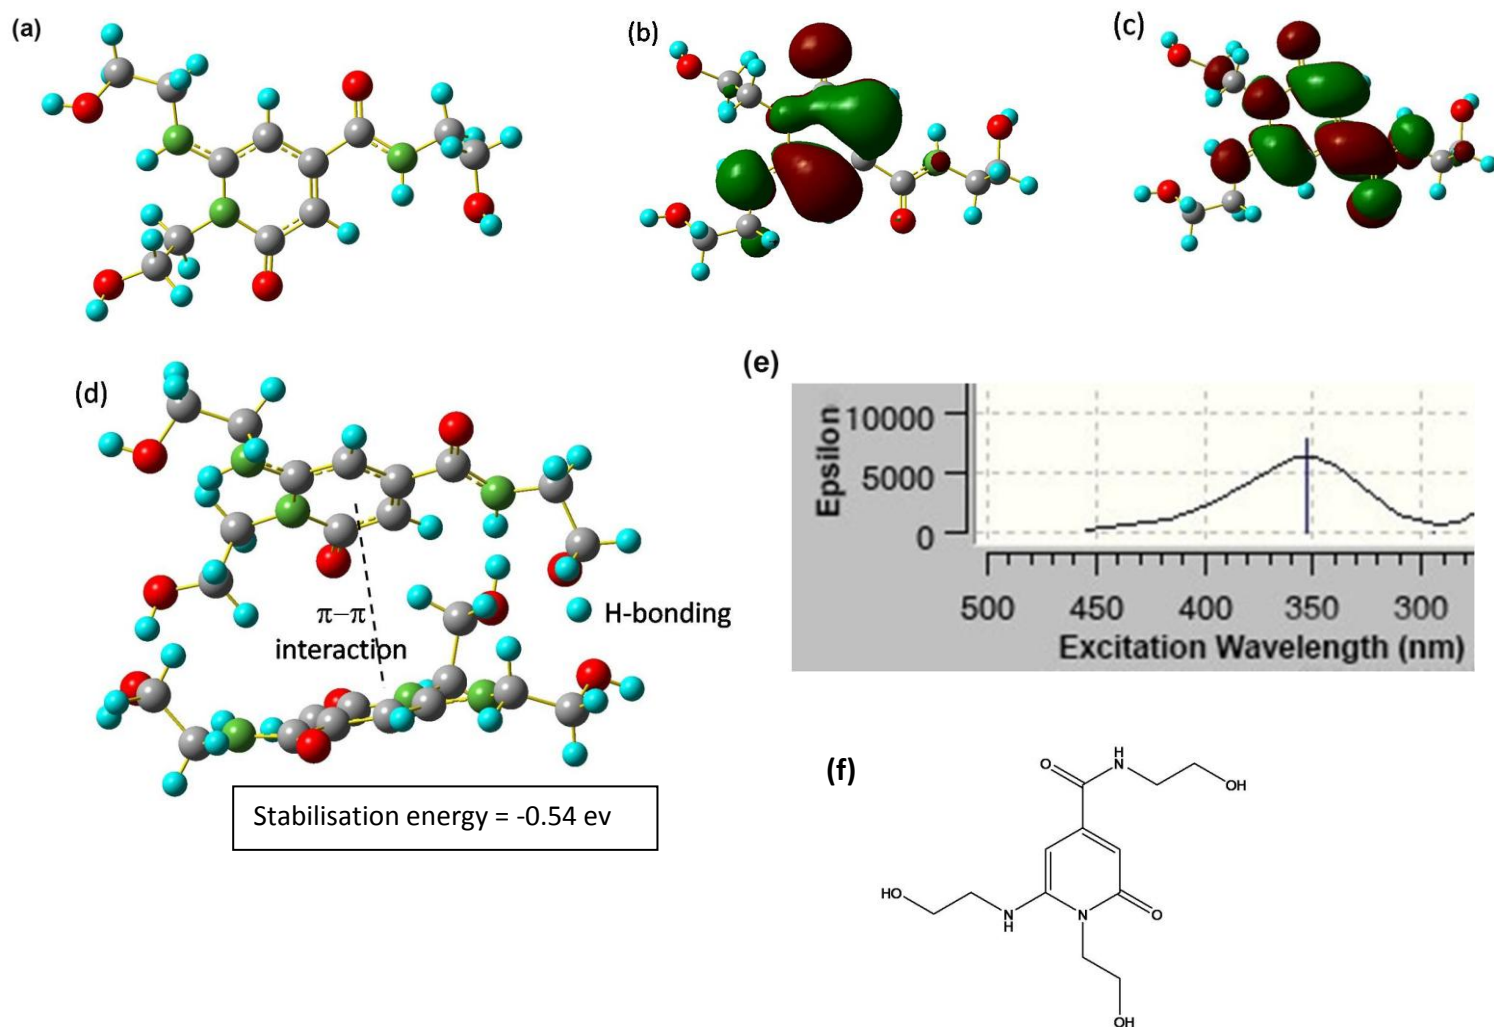 (a)
(b)
(c)
(d)
π–π
interaction
H-bonding
Stabilisation energy = -0.54 ev
(e)
Epsilon
10000
5000
0
500 450 400 350 300
Excitation Wavelength (nm)
(f)
O
H
N
OH
HO
N
H
N
O
OH